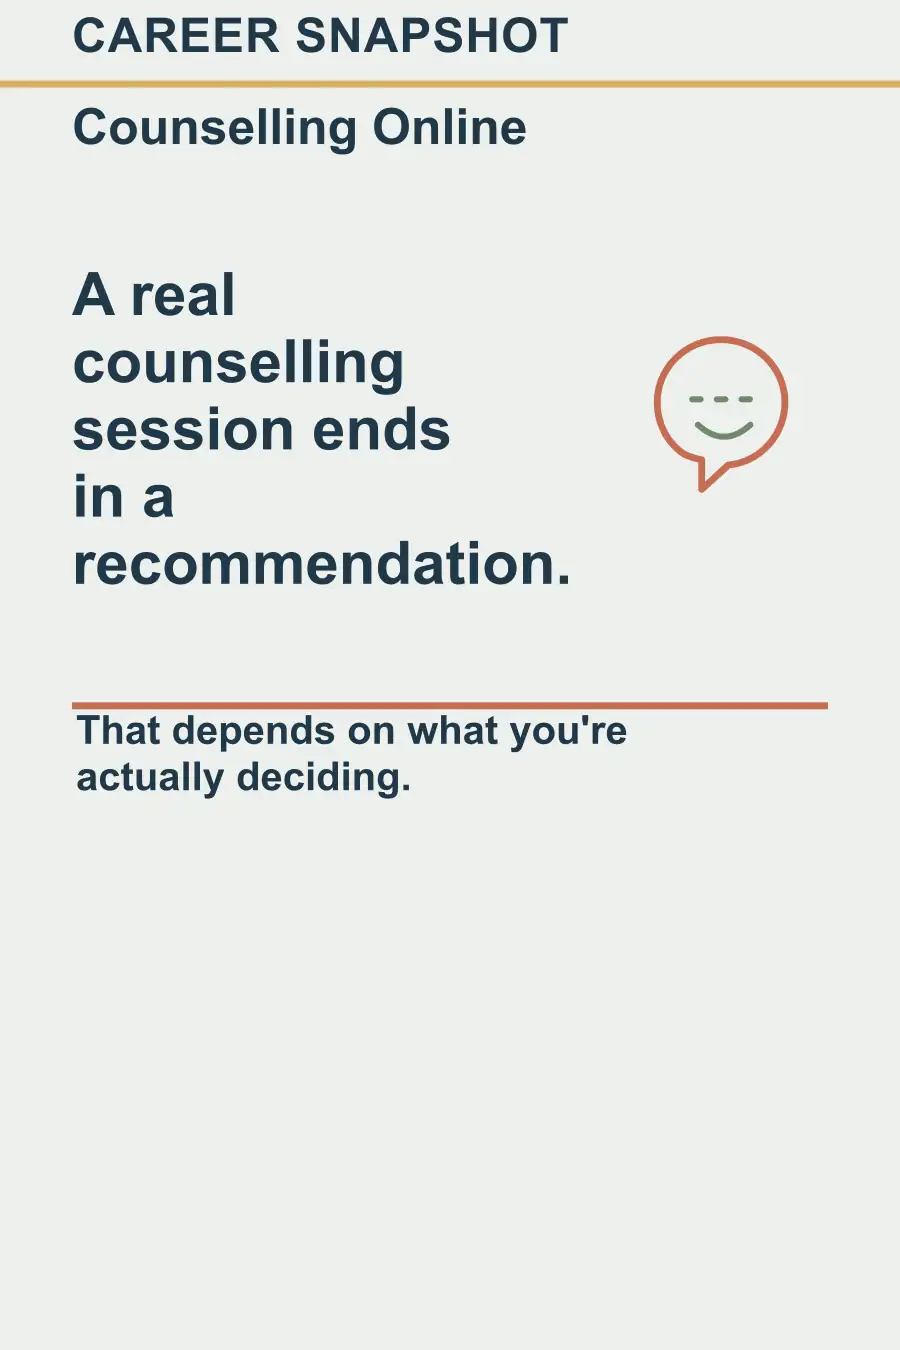 CAREER SNAPSHOT
Counselling Online
A real
counselling
session ends
in a
recommendation.
That depends on what you're
actually deciding.